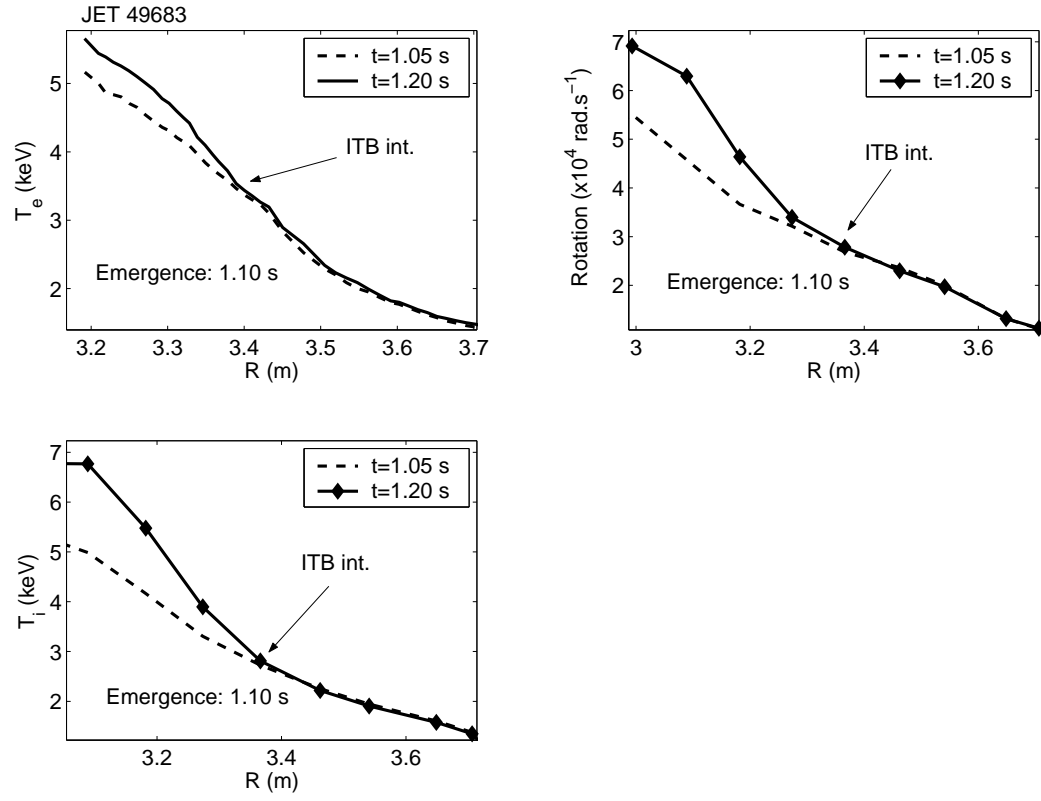 JET 49683
t=1.05 s
t=1.20 s
ITB int.
Emergence: 1.10 s
T_e (keV)
5
4
3
2
3.2 3.3 3.4 3.5 3.6 3.7
R (m)
t=1.05 s
t=1.20 s
ITB int.
Emergence: 1.10 s
Rotation (x10^4 rad.s^-1)
7
6
5
4
3
2
3 3.2 3.4 3.6
R (m)
t=1.05 s
t=1.20 s
ITB int.
Emergence: 1.10 s
T_i (keV)
7
6
5
4
3
2
3.2 3.4 3.6
R (m)